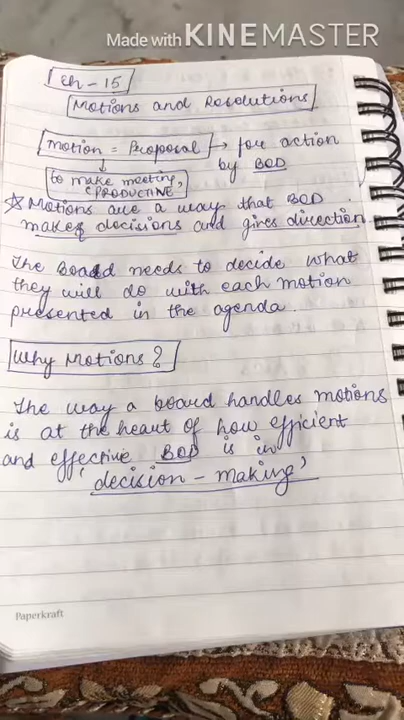 Made with KINEMASTER
Ch - 15
Motions and Resolutions
Motion = Proposal → for action
by BOD
to make meeting
PRODUCTIVE
☆ Motions are a way that BOD
makes decisions and gives direction
The Board needs to decide what
they will do with each motion
presented in the agenda.
Why Motions ?
The way a board handles motions
is at the heart of how efficient
and effective BOD is in
'decision - making'
Paperkraft